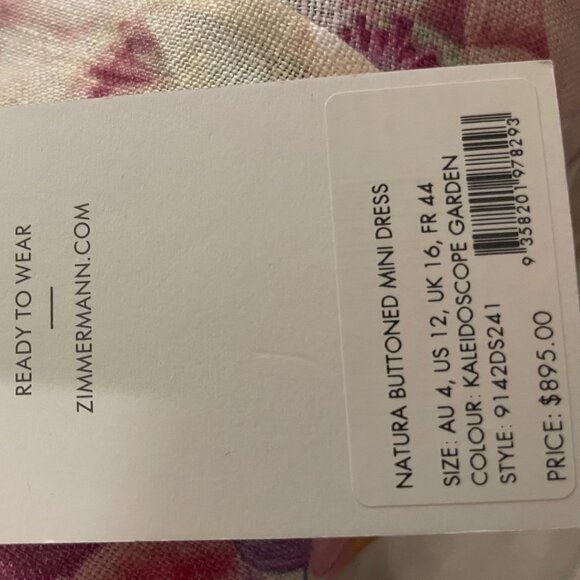 READY TO WEAR
ZIMMERMANN.COM
NATURA BUTTONED MINI DRESS
SIZE: AU 4, US 12, UK 16, FR 44
COLOUR: KALEIDOSCOPE GARDEN
STYLE: 9142DS241
9 358201 978293
PRICE: $895.00